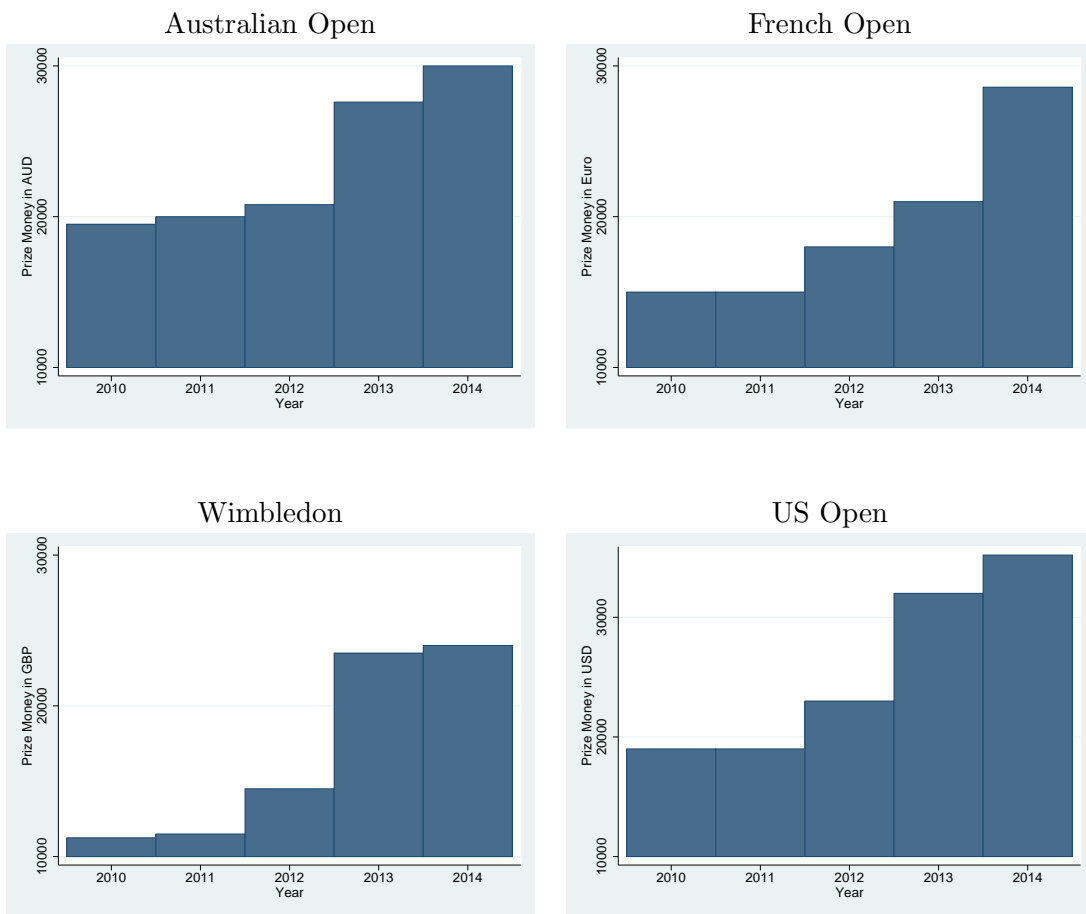 Australian Open
Prize Money in AUD
30000
20000
10000
2010 2011 2012 2013 2014
Year
French Open
Prize Money in Euro
30000
20000
10000
2010 2011 2012 2013 2014
Year
Wimbledon
Prize Money in GBP
30000
20000
10000
2010 2011 2012 2013 2014
Year
US Open
Prize Money in USD
30000
20000
10000
2010 2011 2012 2013 2014
Year